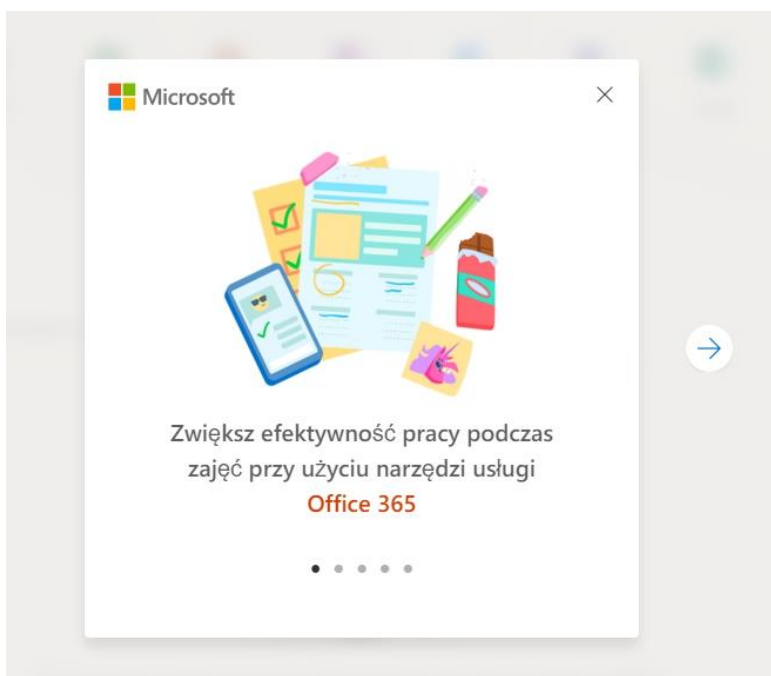 Microsoft
Zwiększ efektywność pracy podczas
zajęć przy użyciu narzędzi usługi
Office 365